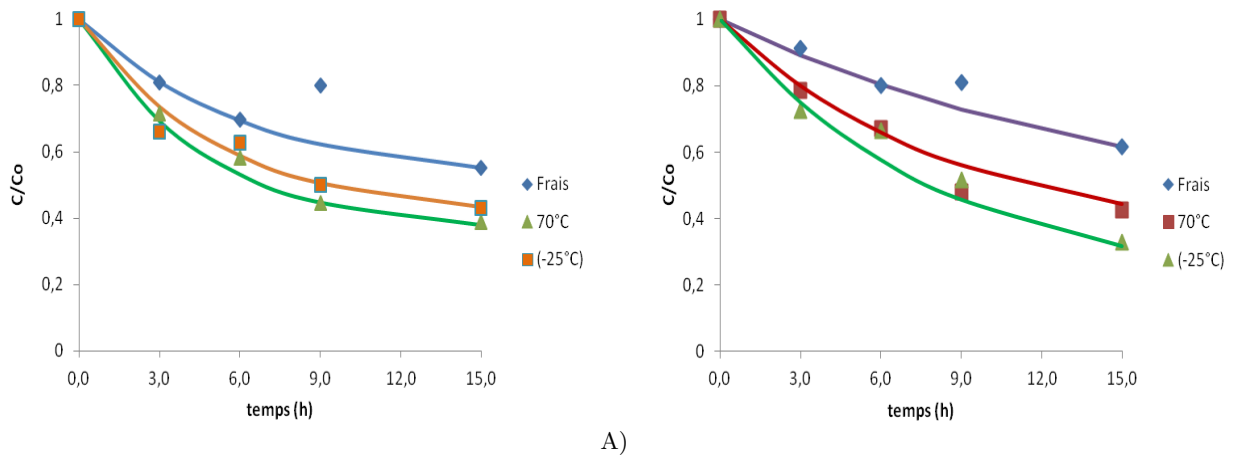 1
0,8
0,6
0,4
0,2
0
C/Co
0,0 3,0 6,0 9,0 12,0 15,0
temps (h)
Frais
70°C
(-25°C)
1
0,8
0,6
0,4
0,2
0
C/Co
0,0 3,0 6,0 9,0 12,0 15,0
temps (h)
Frais
70°C
(-25°C)
A)